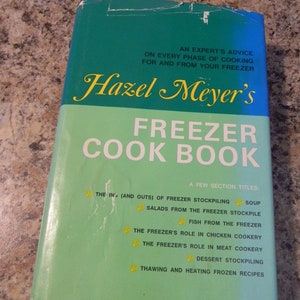 AN EXPERT'S ADVICE
ON EVERY PHASE OF COOKING
FOR AND FROM YOUR FREEZER
Hazel Meyer's
FREEZER
COOK BOOK
A FEW SECTION TITLES:
THE INS (AND OUTS) OF FREEZER STOCKPILING SOUP
SALADS FROM THE FREEZER STOCKPILE
FISH FROM THE FREEZER
THE FREEZER'S ROLE IN CHICKEN COOKERY
THE FREEZER'S ROLE IN MEAT COOKERY
DESSERT STOCKPILING
THAWING AND HEATING FROZEN RECIPES